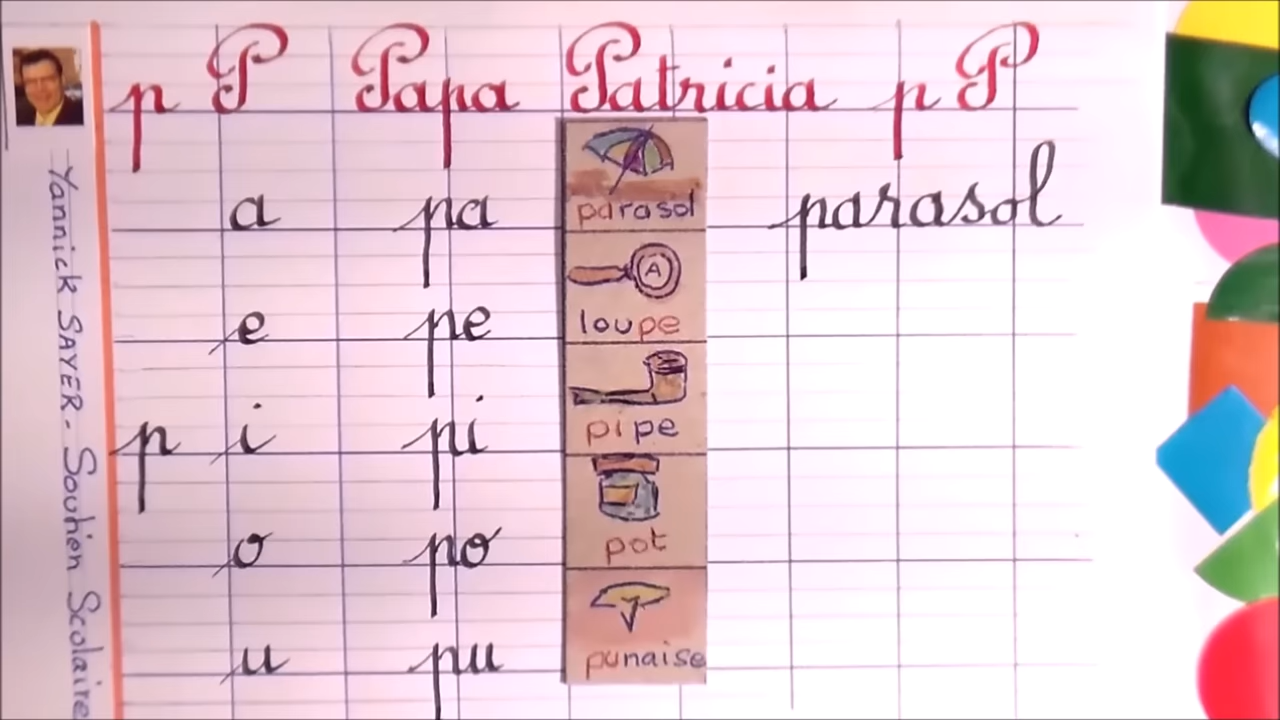 p P Papa Patricia p P
a pa parasol parasol
A
e pe loupe
p i pi pipe
o po pot
u pu punaise
Yannick SAYER - Soutien Scolaire